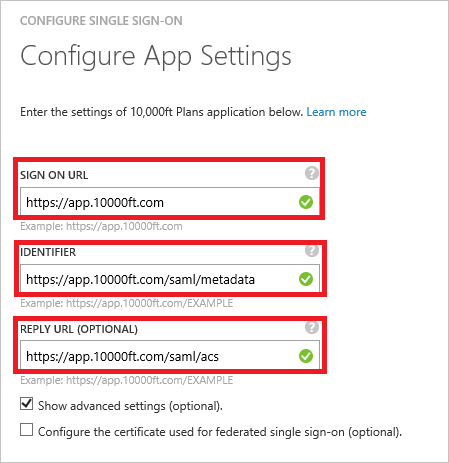 CONFIGURE SINGLE SIGN-ON
Configure App Settings
Enter the settings of 10,000ft Plans application below. Learn more
SIGN ON URL ?
https://app.10000ft.com
Example: https://app.10000ft.com
IDENTIFIER ?
https://app.10000ft.com/saml/metadata
Example: https://app.10000ft.com/EXAMPLE
REPLY URL (OPTIONAL) ?
https://app.10000ft.com/saml/acs
Example: https://app.10000ft.com/EXAMPLE
Show advanced settings (optional).
Configure the certificate used for federated single sign-on (optional).